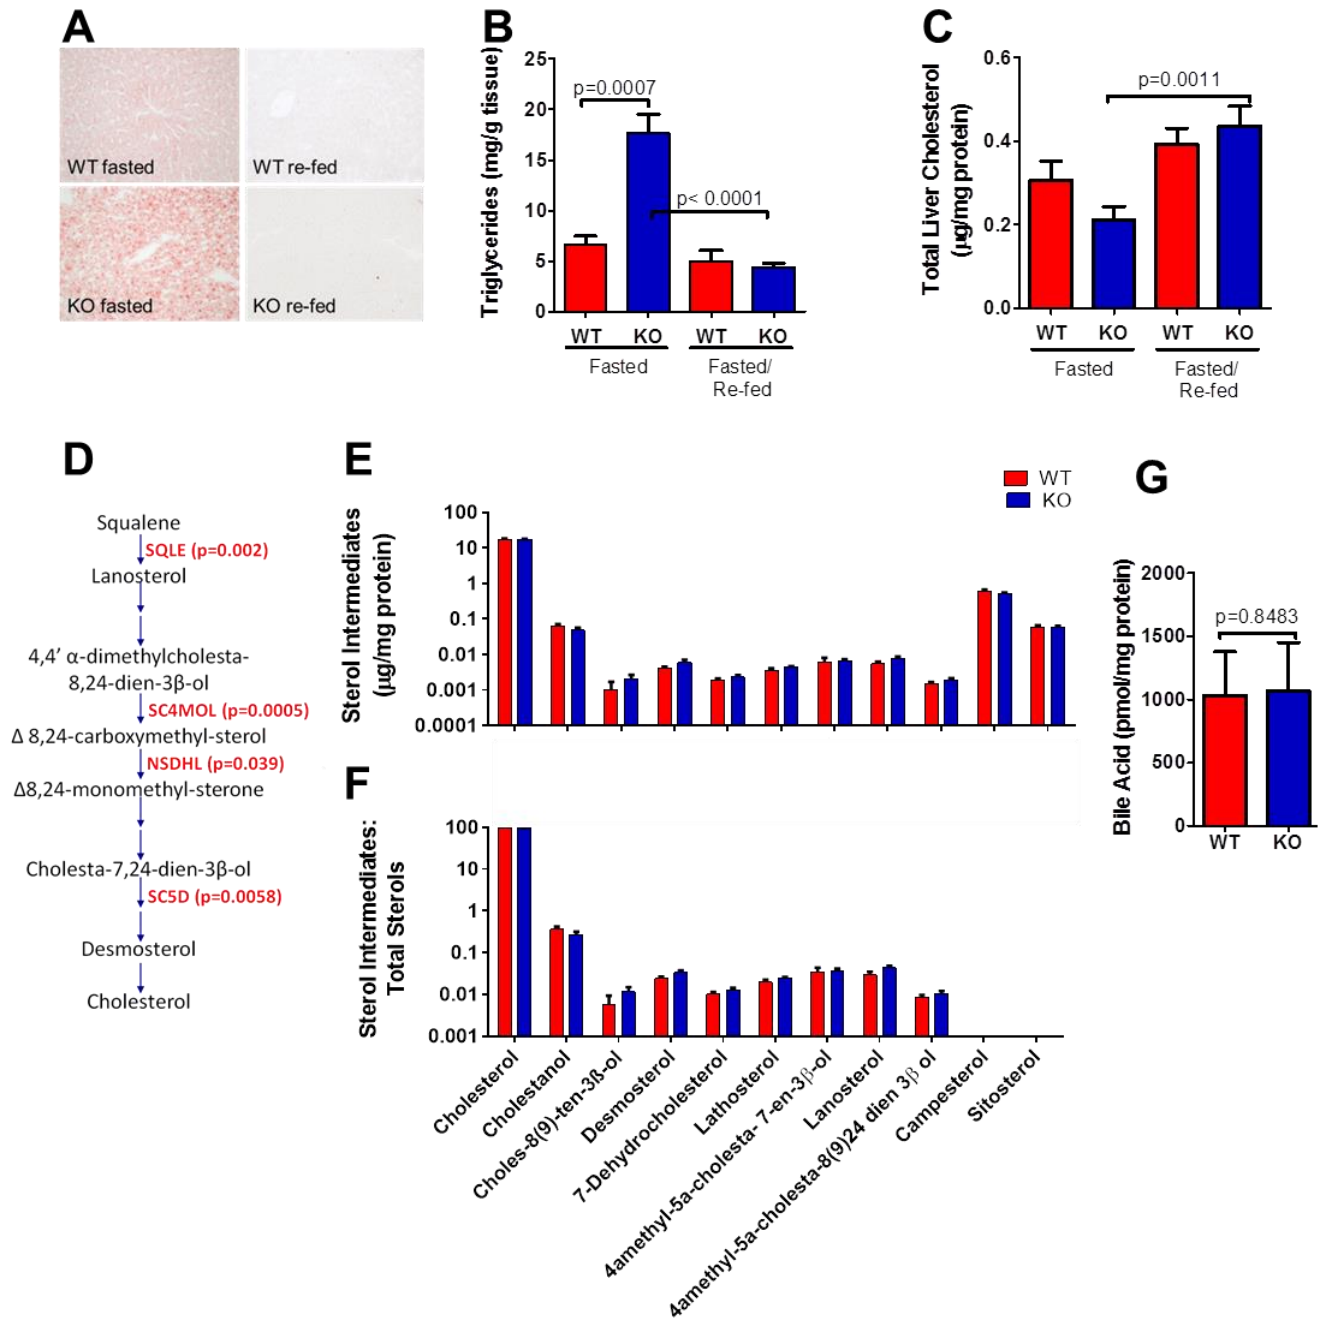 A
WT fasted
WT re-fed
KO fasted
KO re-fed
B
Triglycerides (mg/g tissue)
25
20
15
10
5
0
p=0.0007
p< 0.0001
WT
KO
WT
KO
Fasted
Fasted/
Re-fed
C
Total Liver Cholesterol
(µg/mg protein)
0.6
0.4
0.2
0.0
p=0.0011
WT
KO
WT
KO
Fasted
Fasted/
Re-fed
D
Squalene
SQLE (p=0.002)
Lanosterol
4,4’ α-dimethylcholesta-
8,24-dien-3β-ol
SC4MOL (p=0.0005)
Δ 8,24-carboxymethyl-sterol
NSDHL (p=0.039)
Δ8,24-monomethyl-sterone
Cholesta-7,24-dien-3β-ol
SC5D (p=0.0058)
Desmosterol
Cholesterol
E
Sterol Intermediates
(µg/mg protein)
100
10
1
0.1
0.01
0.001
0.0001
WT
KO
F
Sterol Intermediates:
Total Sterols
100
10
1
0.1
0.01
0.001
Cholesterol
Cholestanol
Choles-8(9)-ten-3ß-ol
Desmosterol
7-Dehydrocholesterol
Lathosterol
4amethyl-5a-cholesta- 7-en-3β-ol
Lanosterol
4amethyl-5a-cholesta-8(9)24 dien 3β ol
Campesterol
Sitosterol
G
Bile Acid (pmol/mg protein)
2000
1500
1000
500
0
p=0.8483
WT
KO